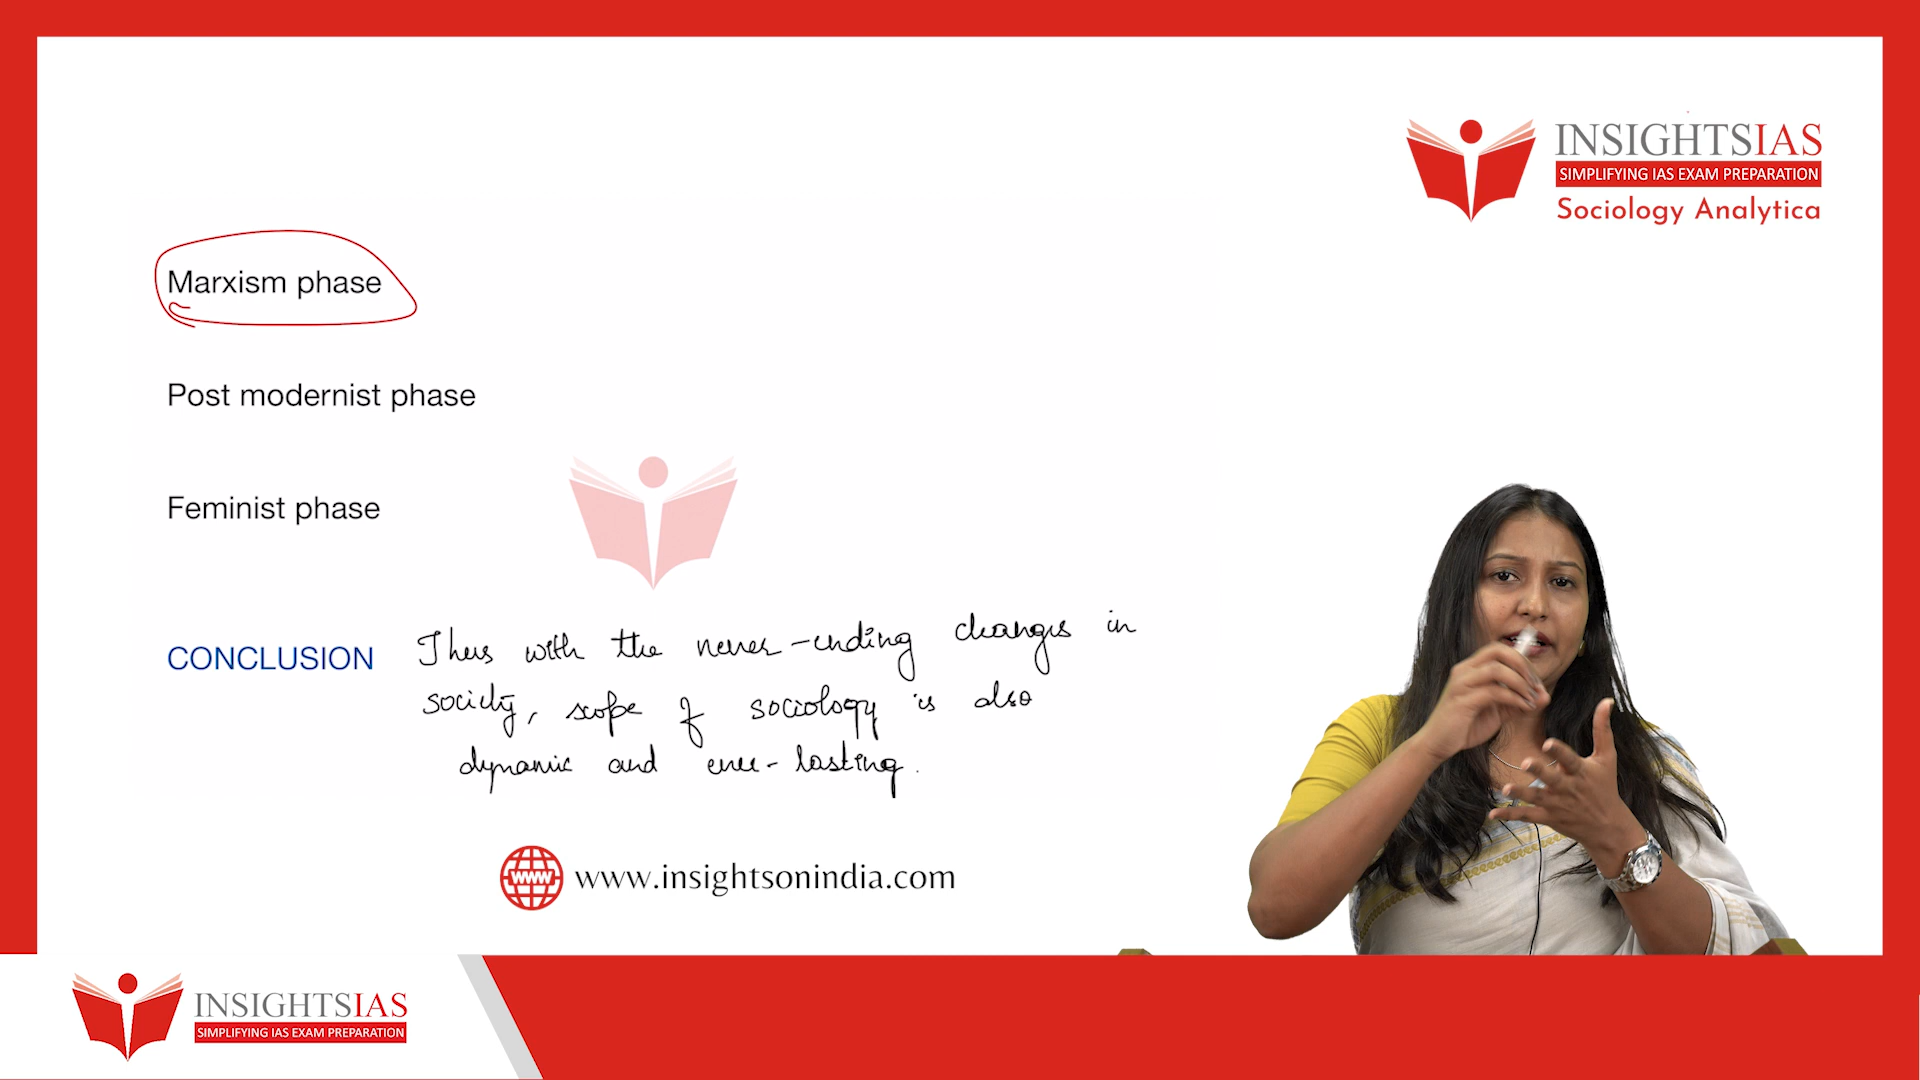 INSIGHTSIAS
SIMPLIFYING IAS EXAM PREPARATION
Sociology Analytica
Marxism phase
Post modernist phase
Feminist phase
CONCLUSION
Thus with the never-ending changes in
society, scope of sociology is also
dynamic and ever-lasting.
www
www.insightsonindia.com
INSIGHTSIAS
SIMPLIFYING IAS EXAM PREPARATION